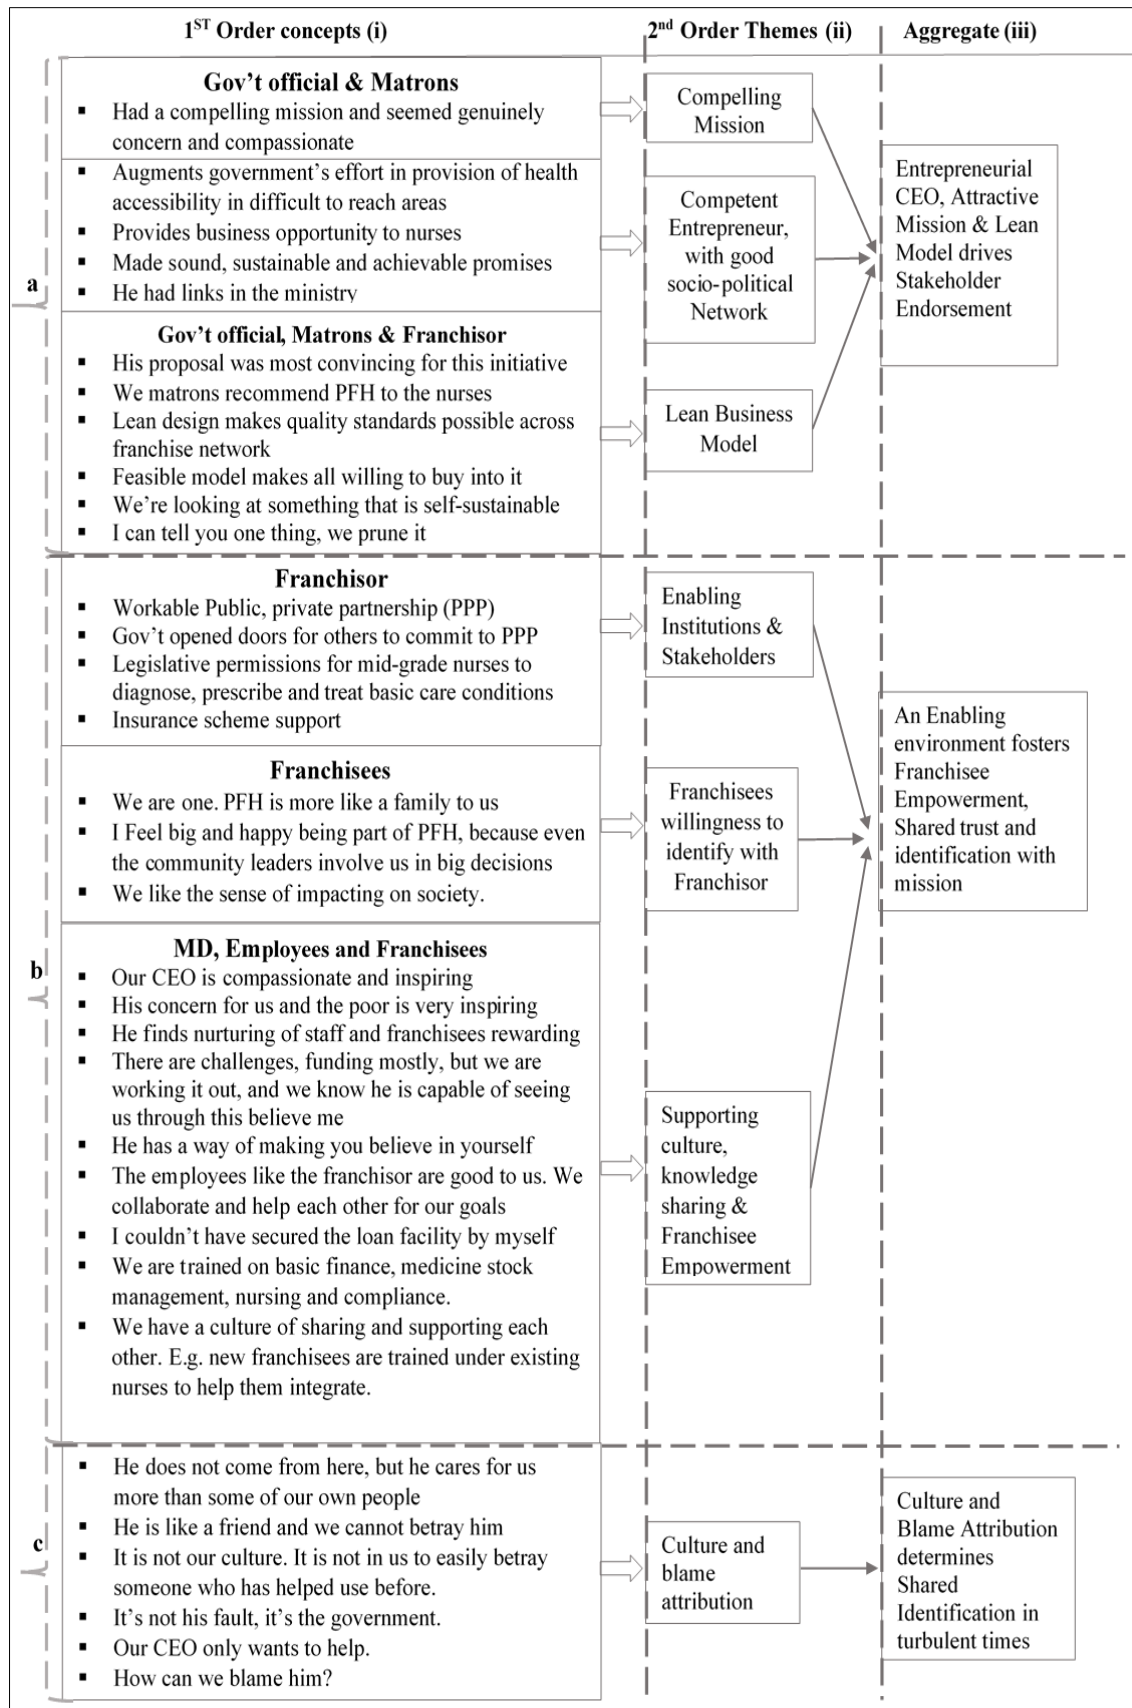 1ST Order concepts (i)
2nd Order Themes (ii)
Aggregate (iii)
a
Gov't official & Matrons
▪ Had a compelling mission and seemed genuinely
concern and compassionate
▪ Augments government's effort in provision of health
accessibility in difficult to reach areas
▪ Provides business opportunity to nurses
▪ Made sound, sustainable and achievable promises
▪ He had links in the ministry
Gov't official, Matrons & Franchisor
▪ His proposal was most convincing for this initiative
▪ We matrons recommend PFH to the nurses
▪ Lean design makes quality standards possible across
franchise network
▪ Feasible model makes all willing to buy into it
▪ We're looking at something that is self-sustainable
▪ I can tell you one thing, we prune it
Compelling
Mission
Competent
Entrepreneur,
with good
socio-political
Network
Lean Business
Model
Entrepreneurial
CEO, Attractive
Mission & Lean
Model drives
Stakeholder
Endorsement
b
Franchisor
▪ Workable Public, private partnership (PPP)
▪ Gov't opened doors for others to commit to PPP
▪ Legislative permissions for mid-grade nurses to
diagnose, prescribe and treat basic care conditions
▪ Insurance scheme support
Franchisees
▪ We are one. PFH is more like a family to us
▪ I Feel big and happy being part of PFH, because even
the community leaders involve us in big decisions
▪ We like the sense of impacting on society.
MD, Employees and Franchisees
▪ Our CEO is compassionate and inspiring
▪ His concern for us and the poor is very inspiring
▪ He finds nurturing of staff and franchisees rewarding
▪ There are challenges, funding mostly, but we are
working it out, and we know he is capable of seeing
us through this believe me
▪ He has a way of making you believe in yourself
▪ The employees like the franchisor are good to us. We
collaborate and help each other for our goals
▪ I couldn't have secured the loan facility by myself
▪ We are trained on basic finance, medicine stock
management, nursing and compliance.
▪ We have a culture of sharing and supporting each
other. E.g. new franchisees are trained under existing
nurses to help them integrate.
Enabling
Institutions &
Stakeholders
Franchisees
willingness to
identify with
Franchisor
Supporting
culture,
knowledge
sharing &
Franchisee
Empowerment
An Enabling
environment fosters
Franchisee
Empowerment,
Shared trust and
identification with
mission
c
▪ He does not come from here, but he cares for us
more than some of our own people
▪ He is like a friend and we cannot betray him
▪ It is not our culture. It is not in us to easily betray
someone who has helped use before.
▪ It's not his fault, it's the government.
▪ Our CEO only wants to help.
▪ How can we blame him?
Culture and
blame
attribution
Culture and
Blame Attribution
determines
Shared
Identification in
turbulent times